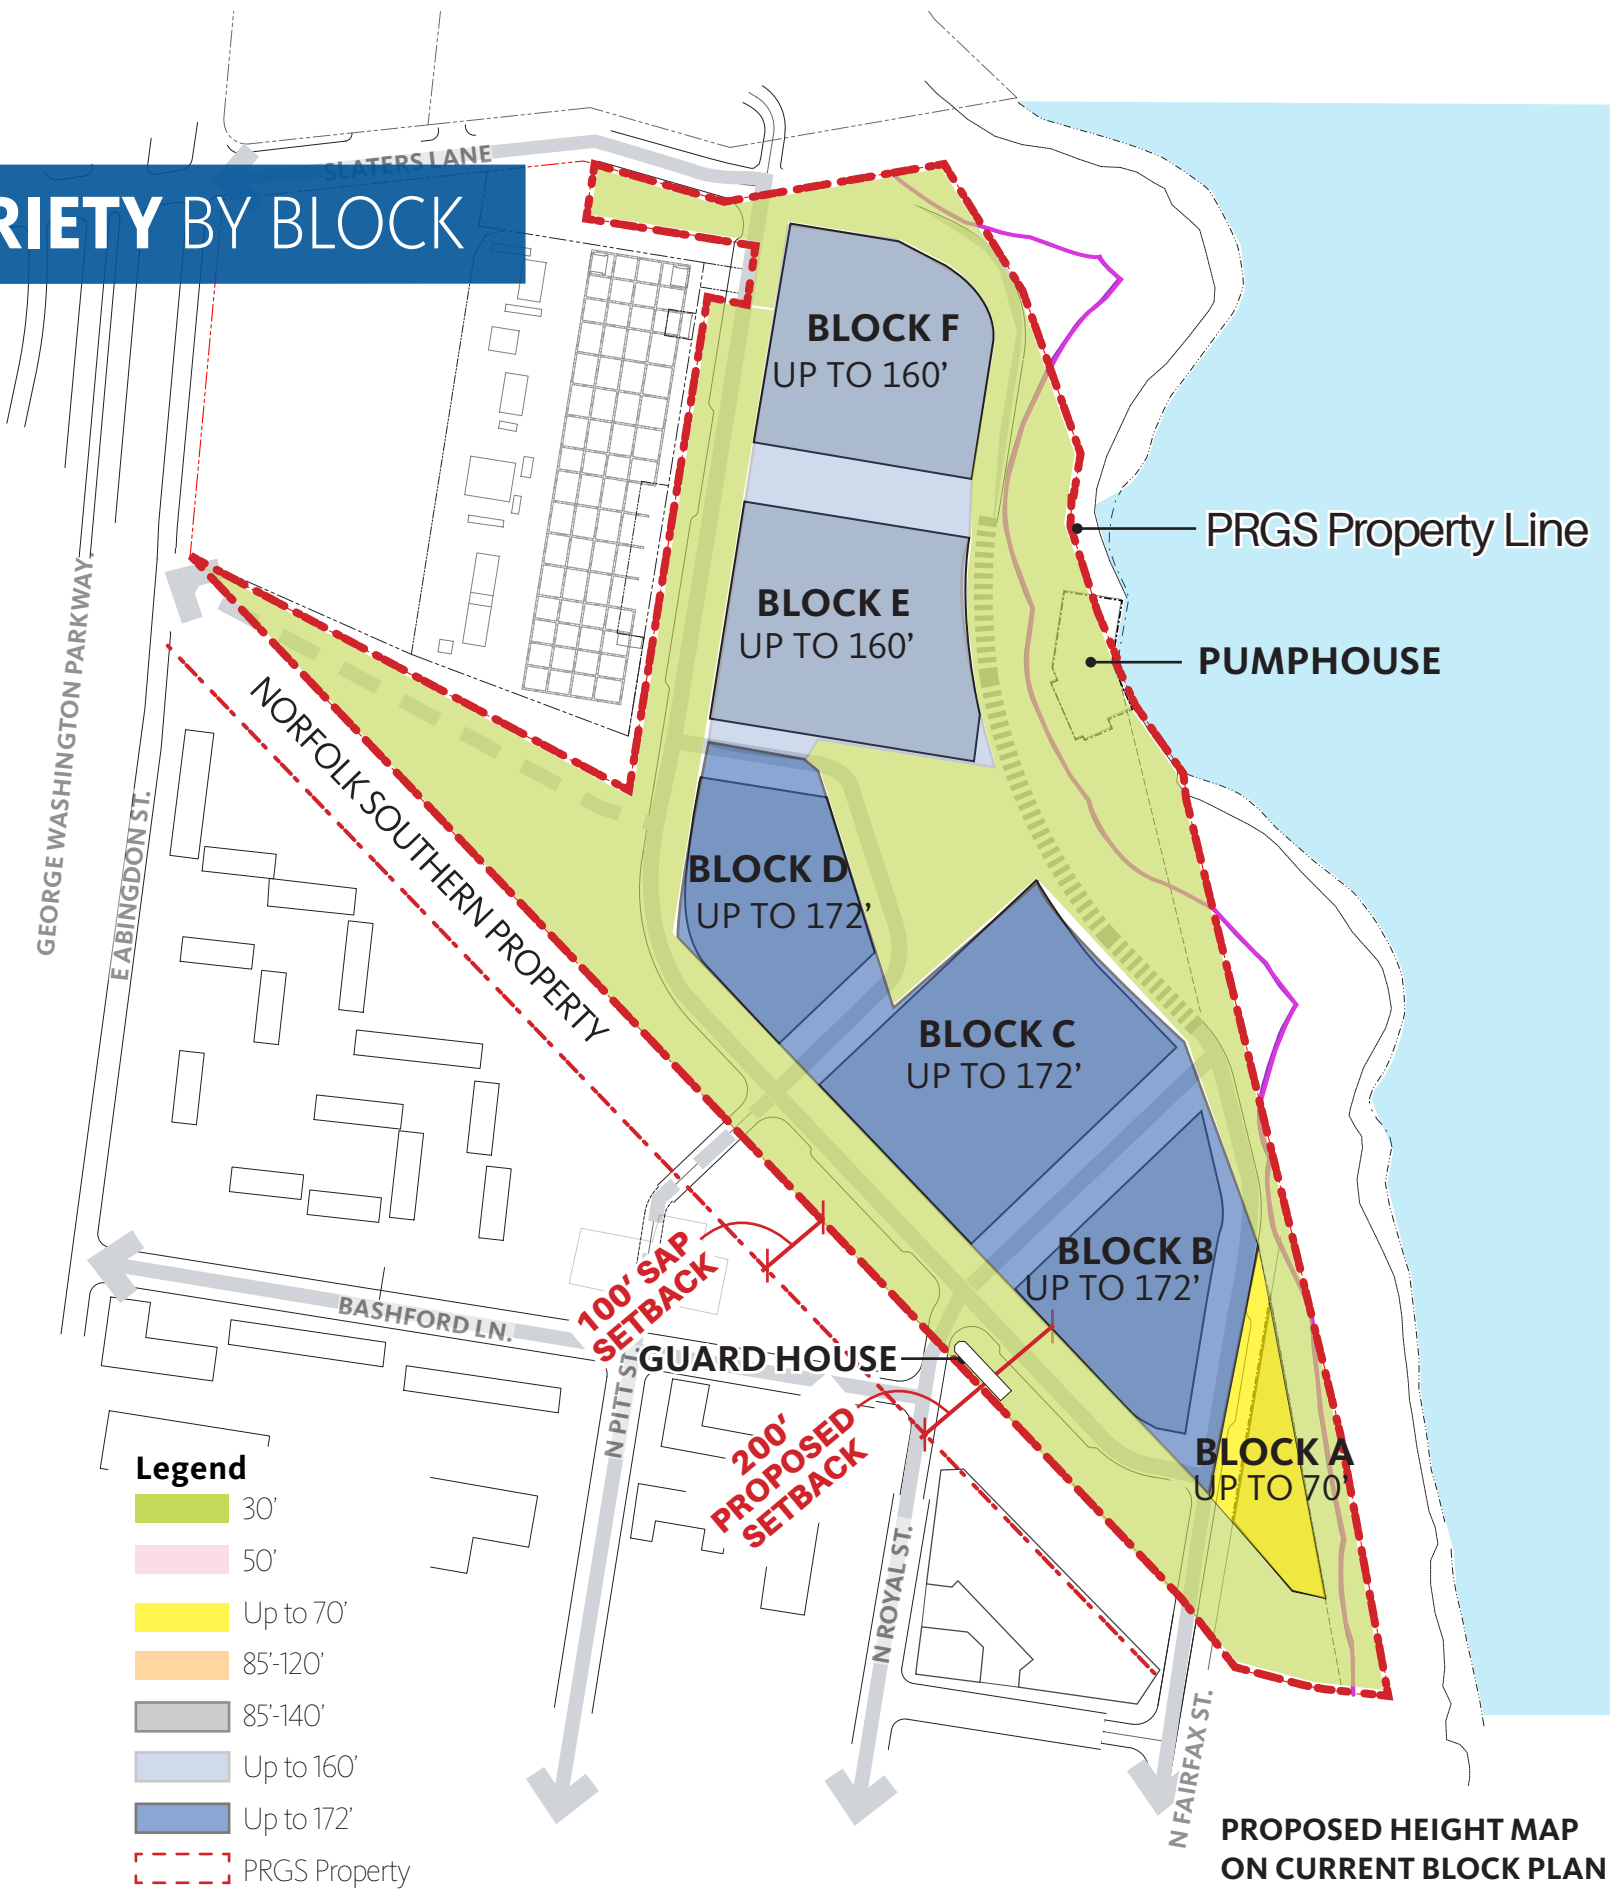 SLATERS LANE
RIETY BY BLOCK
BLOCK F
UP TO 160’
PRGS Property Line
BLOCK E
UP TO 160’
PUMPHOUSE
GEORGE WASHINGTON PARKWAY.
E ABINGDON ST.
NORFOLK SOUTHERN PROPERTY
BLOCK D
UP TO 172’
BLOCK C
UP TO 172’
BLOCK B
UP TO 172’
100’ SAP
SETBACK
BASHFORD LN.
GUARD HOUSE
N PITT ST.
200’
PROPOSED
SETBACK
BLOCK A
UP TO 70’
N ROYAL ST.
N FAIRFAX ST.
Legend
30’
50’
Up to 70’
85’-120’
85’-140’
Up to 160’
Up to 172’
PRGS Property
PROPOSED HEIGHT MAP
ON CURRENT BLOCK PLAN